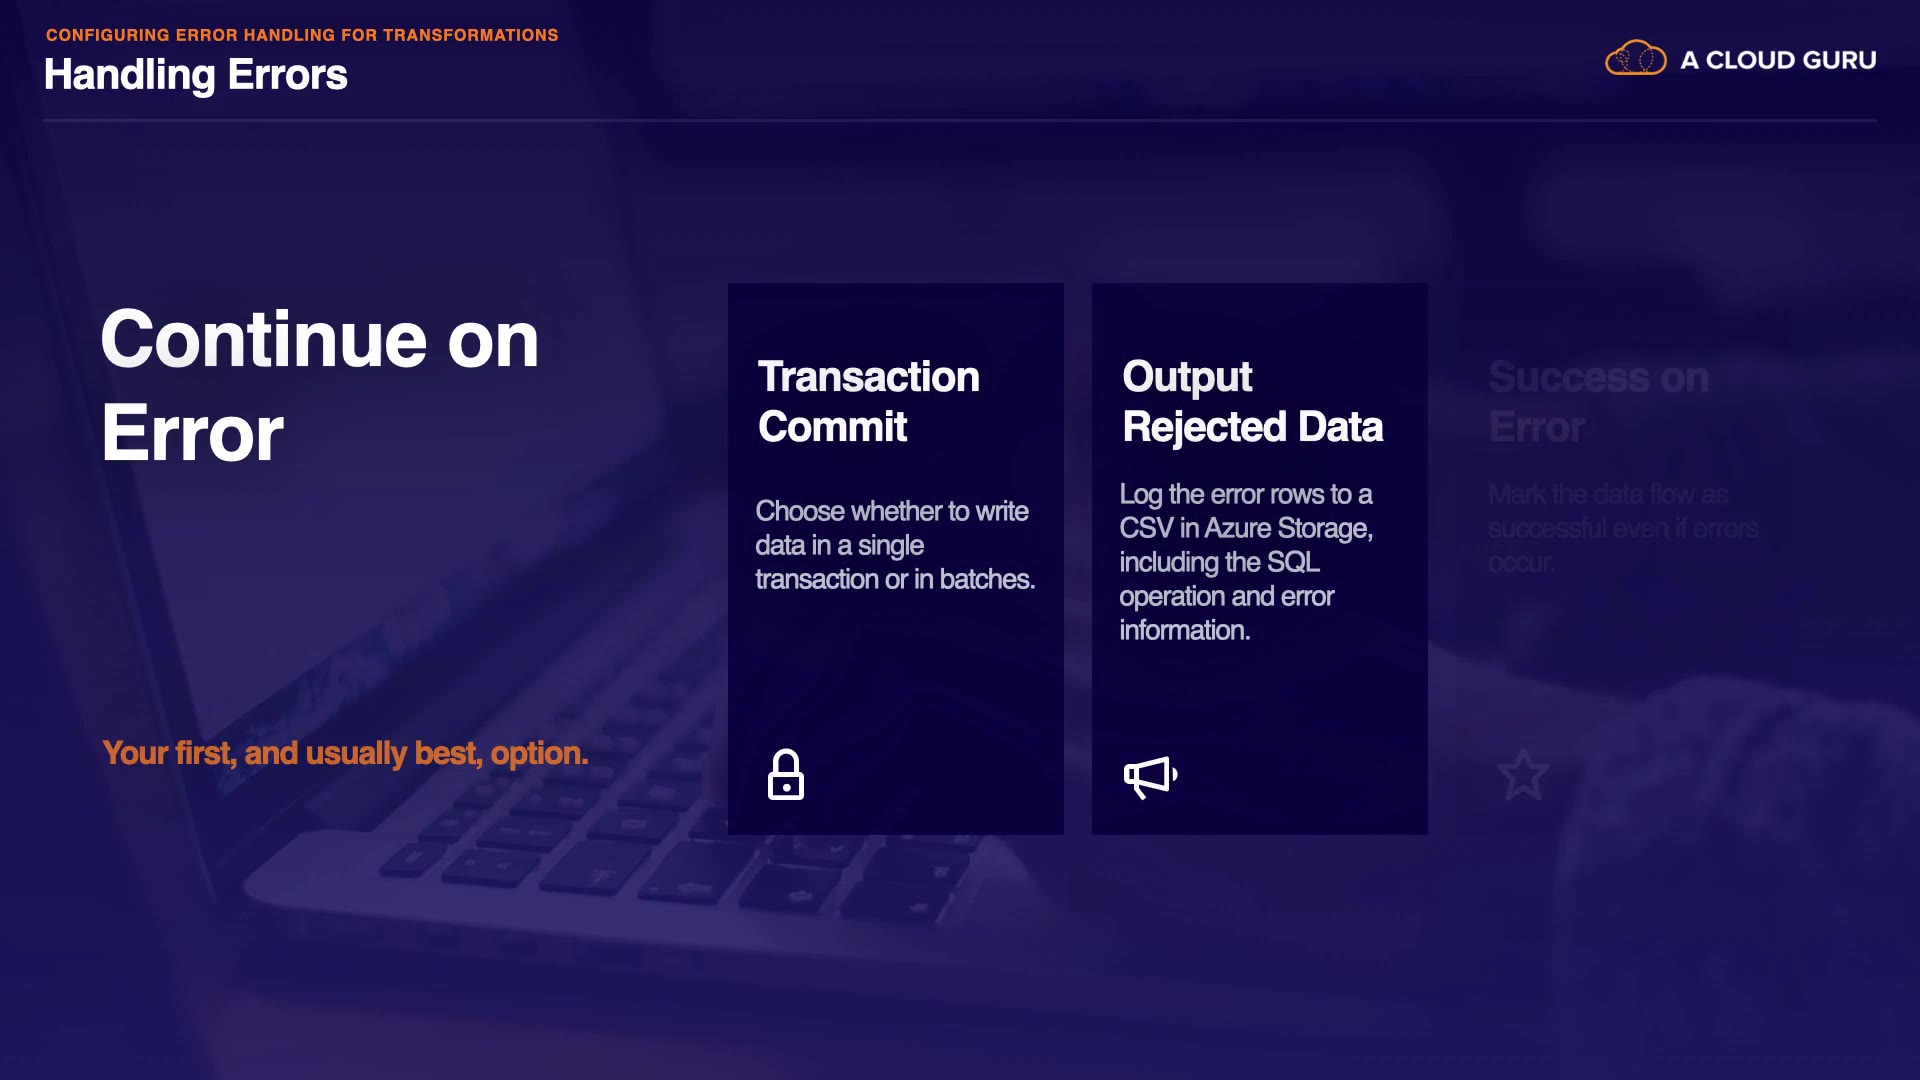 CONFIGURING ERROR HANDLING FOR TRANSFORMATIONS
Handling Errors
A CLOUD GURU
Continue on
Error
Your first, and usually best, option.
Transaction
Commit
Choose whether to write
data in a single
transaction or in batches.
Output
Rejected Data
Log the error rows to a
CSV in Azure Storage,
including the SQL
operation and error
information.
Success on
Error
Mark the data flow as
successful even if errors
occur.